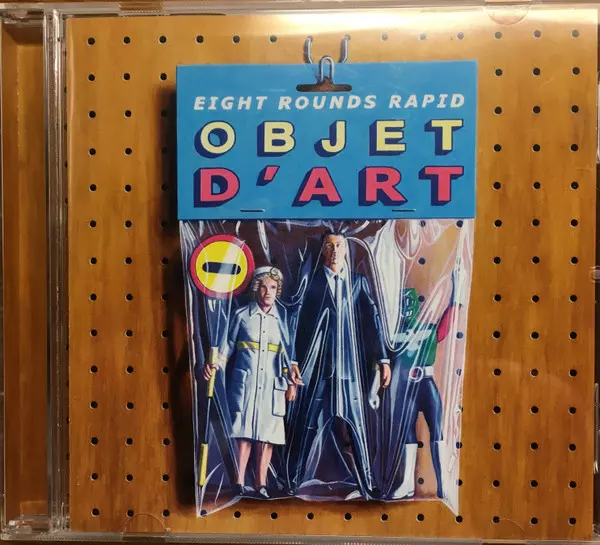 EIGHT ROUNDS RAPID
OBJET
D'ART